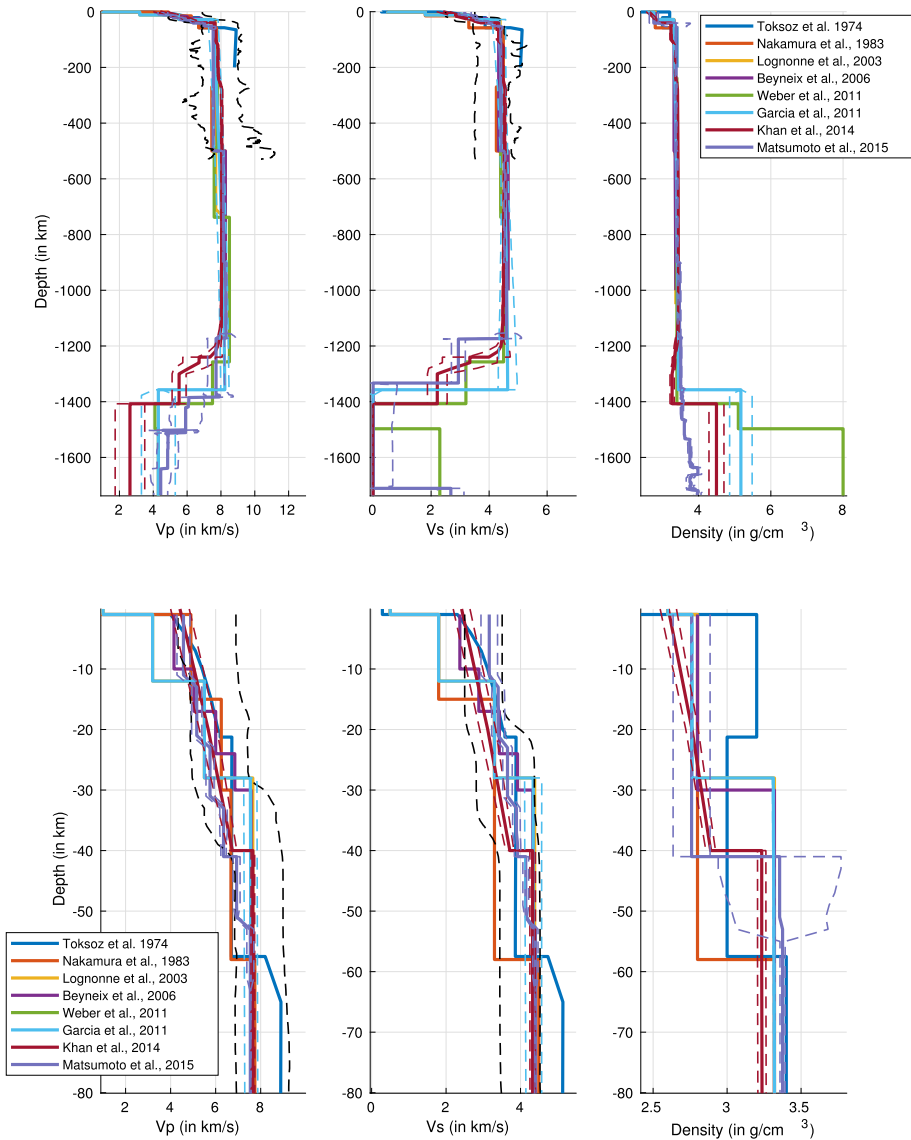 0
-200
-400
-600
-800
-1000
-1200
-1400
-1600
Depth (in km)
2 4 6 8 10 12
Vp (in km/s)
0
-200
-400
-600
-800
-1000
-1200
-1400
-1600
0 2 4 6
Vs (in km/s)
0
-200
-400
-600
-800
-1000
-1200
-1400
-1600
4 6 8
Density (in g/cm 3)
Toksoz et al. 1974
Nakamura et al., 1983
Lognonne et al., 2003
Beyneix et al., 2006
Weber et al., 2011
Garcia et al., 2011
Khan et al., 2014
Matsumoto et al., 2015
-10
-20
-30
-40
-50
-60
-70
-80
Depth (in km)
2 4 6 8
Vp (in km/s)
Toksoz et al. 1974
Nakamura et al., 1983
Lognonne et al., 2003
Beyneix et al., 2006
Weber et al., 2011
Garcia et al., 2011
Khan et al., 2014
Matsumoto et al., 2015
-10
-20
-30
-40
-50
-60
-70
-80
0 2 4
Vs (in km/s)
-10
-20
-30
-40
-50
-60
-70
-80
2.5 3 3.5
Density (in g/cm 3)